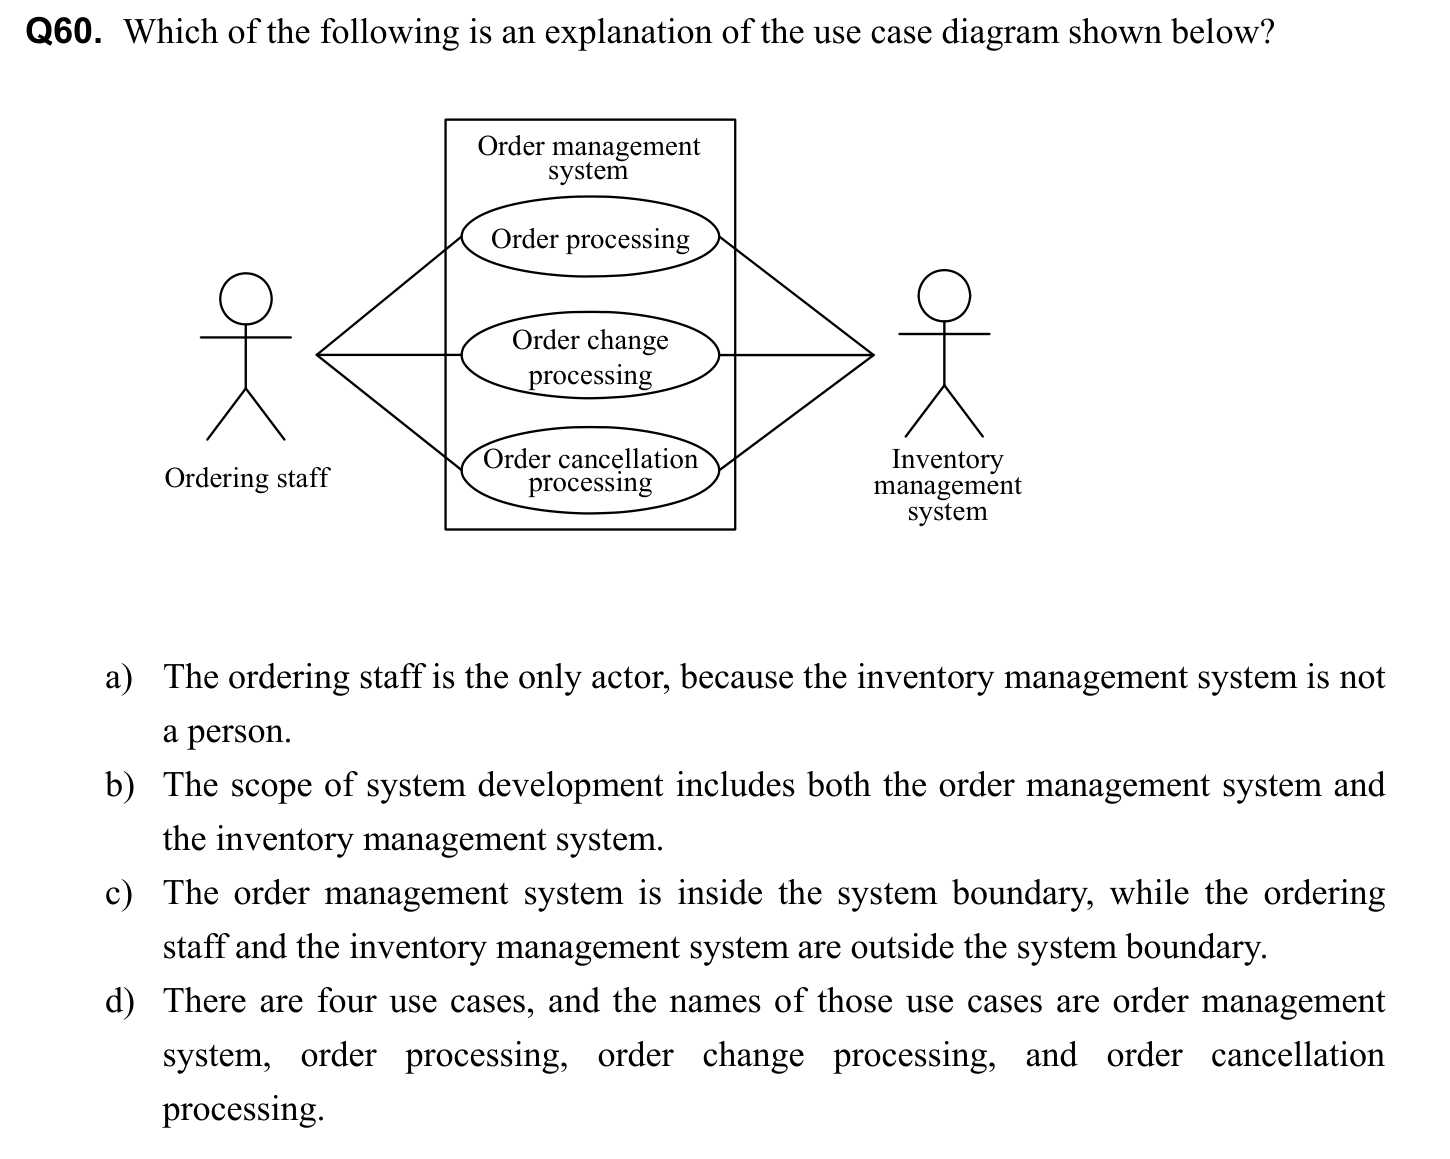 Q60. Which of the following is an explanation of the use case diagram shown below?
Order management
system
Order processing
Order change
processing
Order cancellation
processing
Ordering staff
Inventory
management
system
a) The ordering staff is the only actor, because the inventory management system is not
a person.
b) The scope of system development includes both the order management system and
the inventory management system.
c) The order management system is inside the system boundary, while the ordering
staff and the inventory management system are outside the system boundary.
d) There are four use cases, and the names of those use cases are order management
system, order processing, order change processing, and order cancellation
processing.